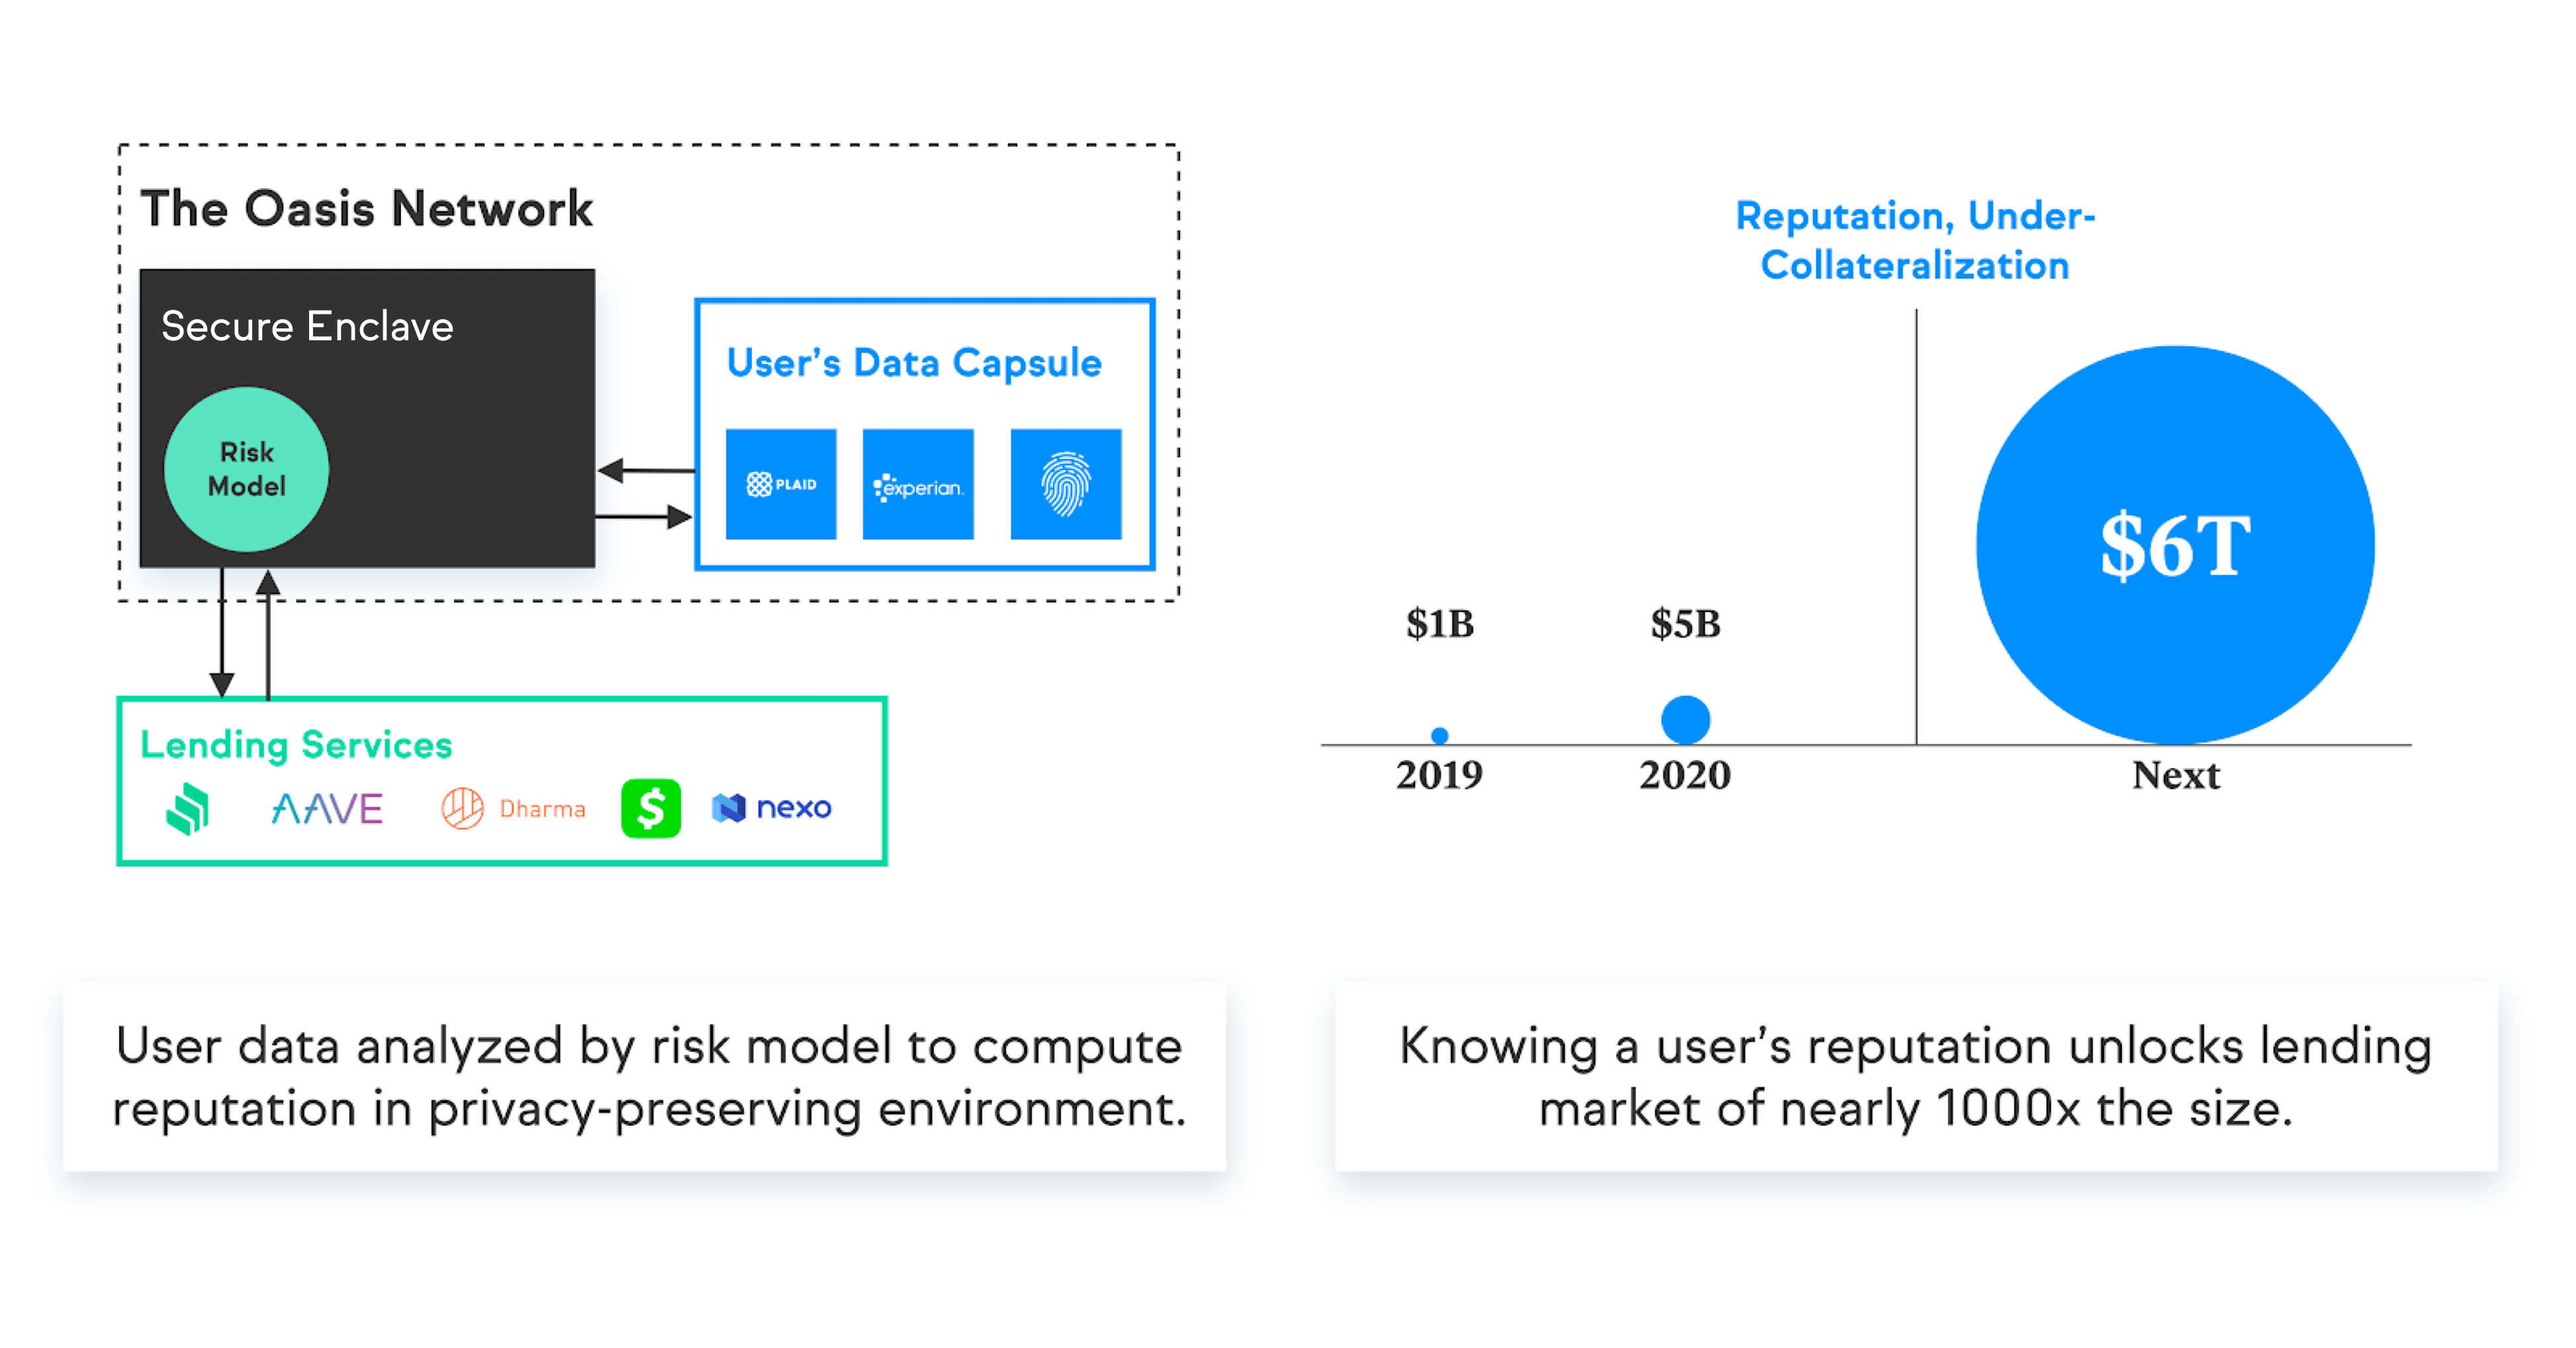 The Oasis Network
Secure Enclave
Risk
Model
User’s Data Capsule
PLAID
experian.
Lending Services
AAVE
Dharma
$
nexo
User data analyzed by risk model to compute
reputation in privacy-preserving environment.
Reputation, Under-
Collateralization
$1B
$5B
$6T
2019
2020
Next
Knowing a user’s reputation unlocks lending
market of nearly 1000x the size.